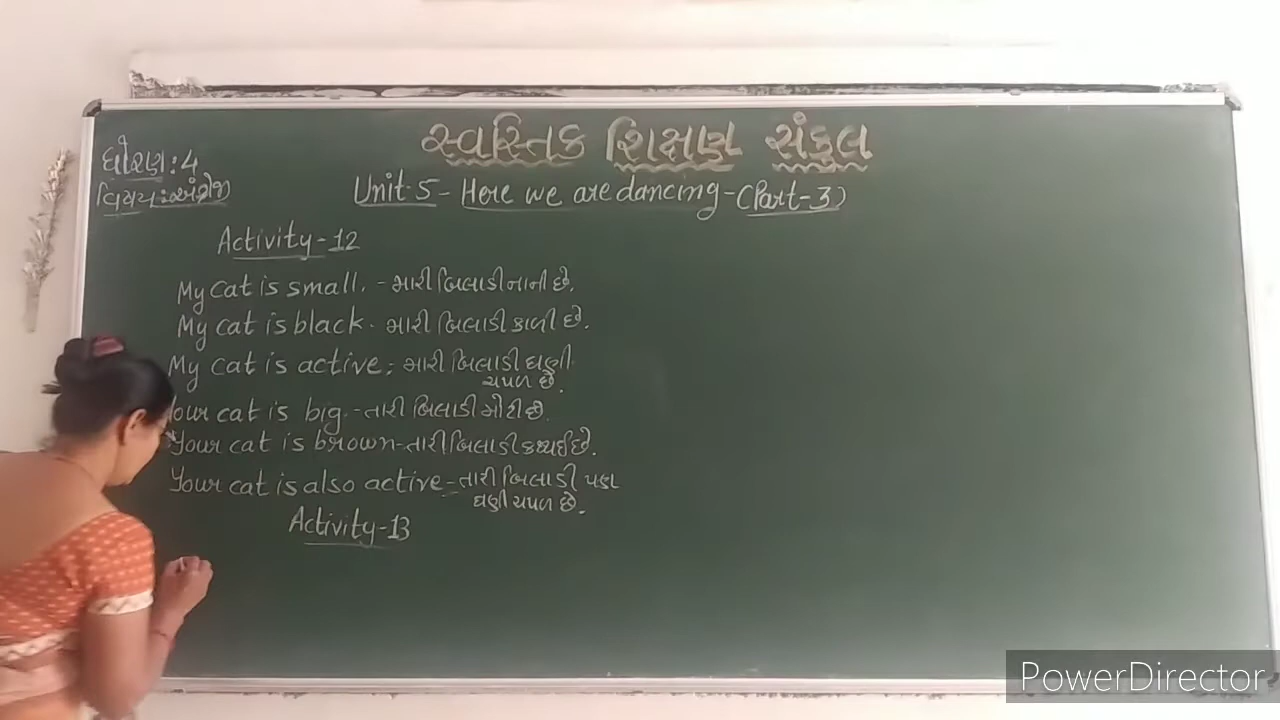 સ્વસ્તિક શિક્ષણ સંકુલ
ધોરણ : 4
વિષય : અંગ્રેજી
Unit-5 - Here we are dancing - (Part-3)
Activity-12
My cat is small. - મારી બિલાડી નાની છે.
My cat is black. મારી બિલાડી કાળી છે.
My cat is active. મારી બિલાડી ઘણી
ચપળ છે.
Your cat is big. - તારી બિલાડી મોટી છે.
Your cat is brown - તારી બિલાડી કથ્થઈ છે.
Your cat is also active - તારી બિલાડી પણ
ઘણી ચપળ છે.
Activity-13
PowerDirector